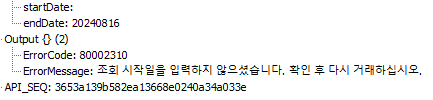 startDate:
endDate: 20240816
Output {} (2)
ErrorCode: 80002310
ErrorMessage: 조회 시작일을 입력하지 않으셨습니다. 확인 후 다시 거래하십시오.
API_SEQ: 3653a139b582ea13668e0240a34a033e